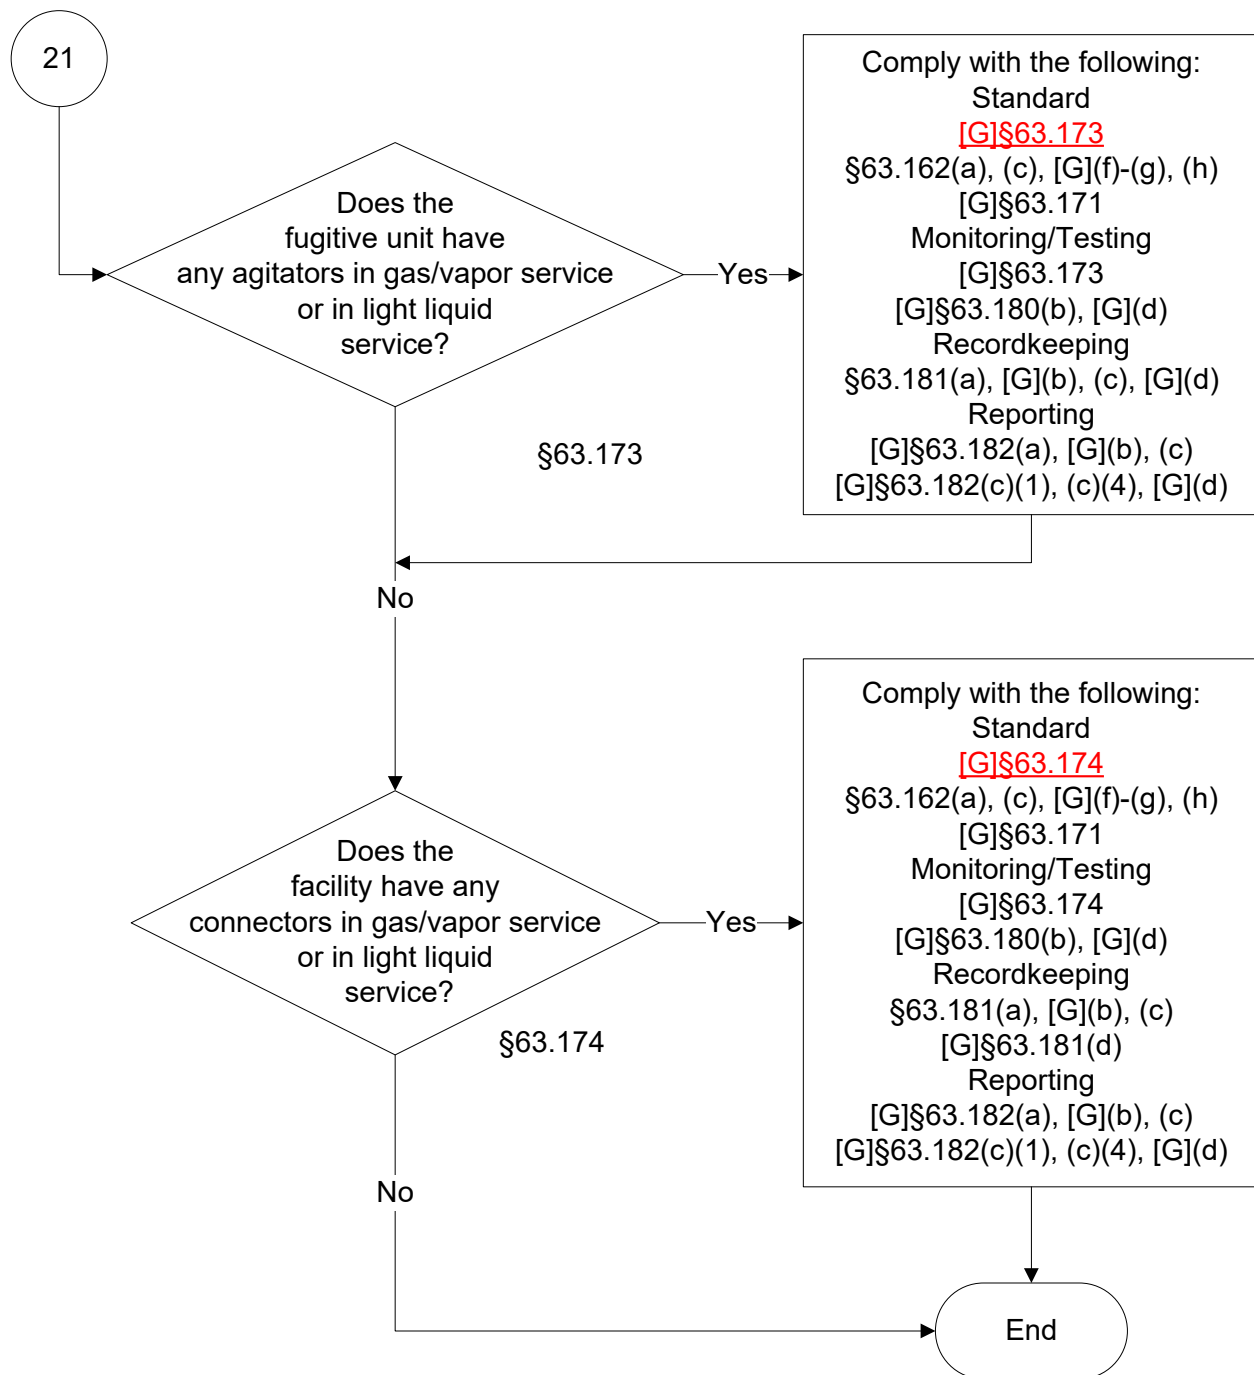 21
Does the
fugitive unit have
any agitators in gas/vapor service
or in light liquid
service?
Yes
Comply with the following:
Standard
[G]§63.173
§63.162(a), (c), [G](f)-(g), (h)
[G]§63.171
Monitoring/Testing
[G]§63.173
[G]§63.180(b), [G](d)
Recordkeeping
§63.181(a), [G](b), (c), [G](d)
Reporting
[G]§63.182(a), [G](b), (c)
[G]§63.182(c)(1), (c)(4), [G](d)
§63.173
No
Does the
facility have any
connectors in gas/vapor service
or in light liquid
service?
Yes
Comply with the following:
Standard
[G]§63.174
§63.162(a), (c), [G](f)-(g), (h)
[G]§63.171
Monitoring/Testing
[G]§63.174
[G]§63.180(b), [G](d)
Recordkeeping
§63.181(a), [G](b), (c)
[G]§63.181(d)
Reporting
[G]§63.182(a), [G](b), (c)
[G]§63.182(c)(1), (c)(4), [G](d)
§63.174
No
End